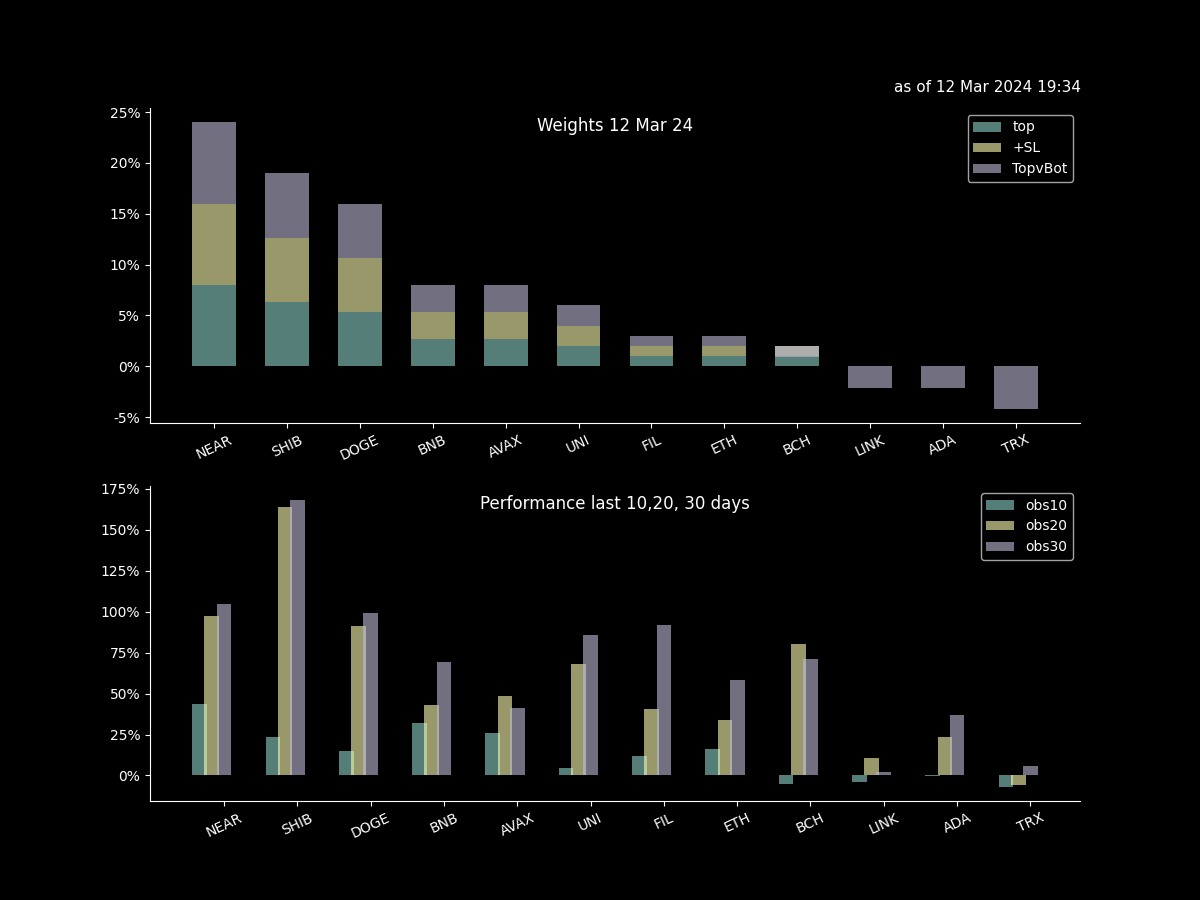 as of 12 Mar 2024 19:34
Weights 12 Mar 24
top
+SL
TopvBot
25%
20%
15%
10%
5%
0%
-5%
NEAR SHIB DOGE BNB AVAX UNI FIL ETH BCH LINK ADA TRX
Performance last 10,20, 30 days
obs10
obs20
obs30
175%
150%
125%
100%
75%
50%
25%
0%
NEAR SHIB DOGE BNB AVAX UNI FIL ETH BCH LINK ADA TRX